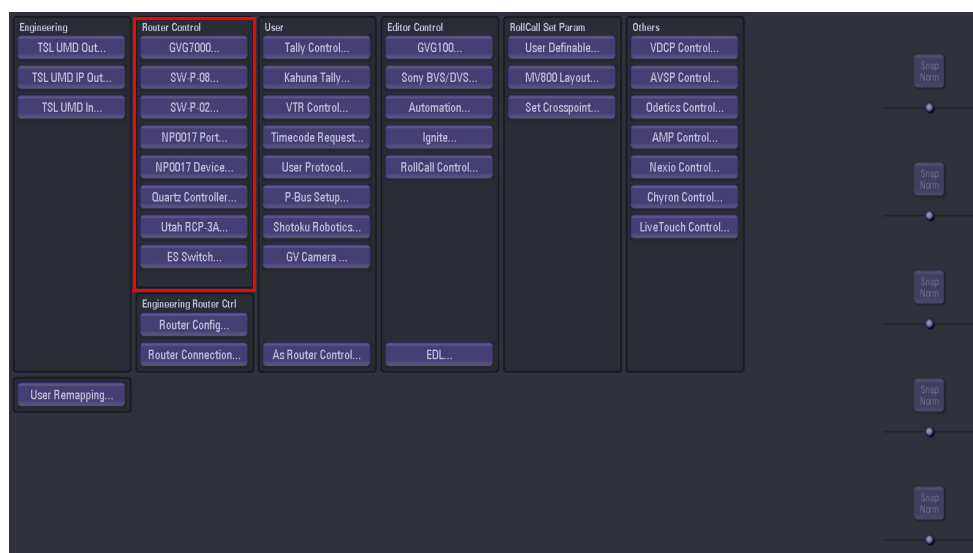 Engineering
TSL UMD Out...
TSL UMD IP Out...
TSL UMD In...
Router Control
GVG7000...
SW-P-08...
SW-P-02...
NP0017 Port...
NP0017 Device...
Quartz Controller...
Utah RCP-3A...
ES Switch...
Engineering Router Ctrl
Router Config...
Router Connection...
User
Tally Control...
Kahuna Tally...
VTR Control...
Timecode Request...
User Protocol...
P-Bus Setup...
Shotoku Robotics...
GV Camera ...
As Router Control...
Editor Control
GVG100...
Sony BVS/DVS...
Automation...
Ignite...
RollCall Control...
EDL...
RollCall Set Param
User Definable...
MV800 Layout...
Set Crosspoint...
Others
VDCP Control...
AVSP Control...
Odetics Control...
AMP Control...
Nexio Control...
Chyron Control...
LiveTouch Control...
User Remapping...
Snap
Norm
Snap
Norm
Snap
Norm
Snap
Norm
Snap
Norm